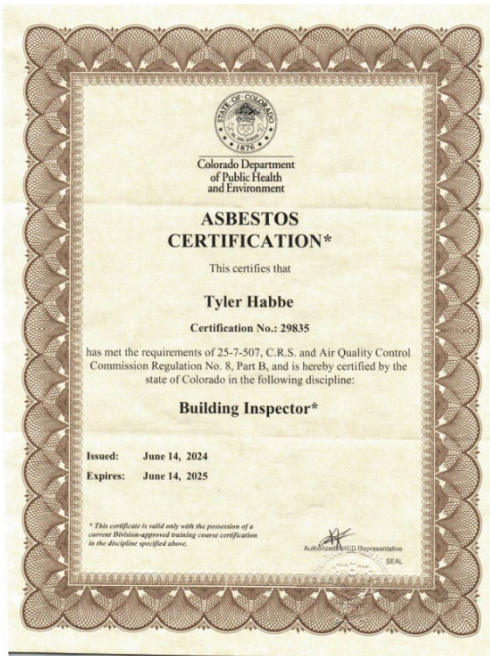 STATE OF COLORADO
1876
Colorado Department
of Public Health
and Environment
ASBESTOS
CERTIFICATION*
This certifies that
Tyler Habbe
Certification No.: 29835
has met the requirements of 25-7-507, C.R.S. and Air Quality Control
Commission Regulation No. 8, Part B, and is hereby certified by the
state of Colorado in the following discipline:
Building Inspector*
Issued: June 14, 2024
Expires: June 14, 2025
* This certificate is valid only with the possession of a
current Division-approved training course certification
in the discipline specified above.
Authorized APCD Representative
SEAL